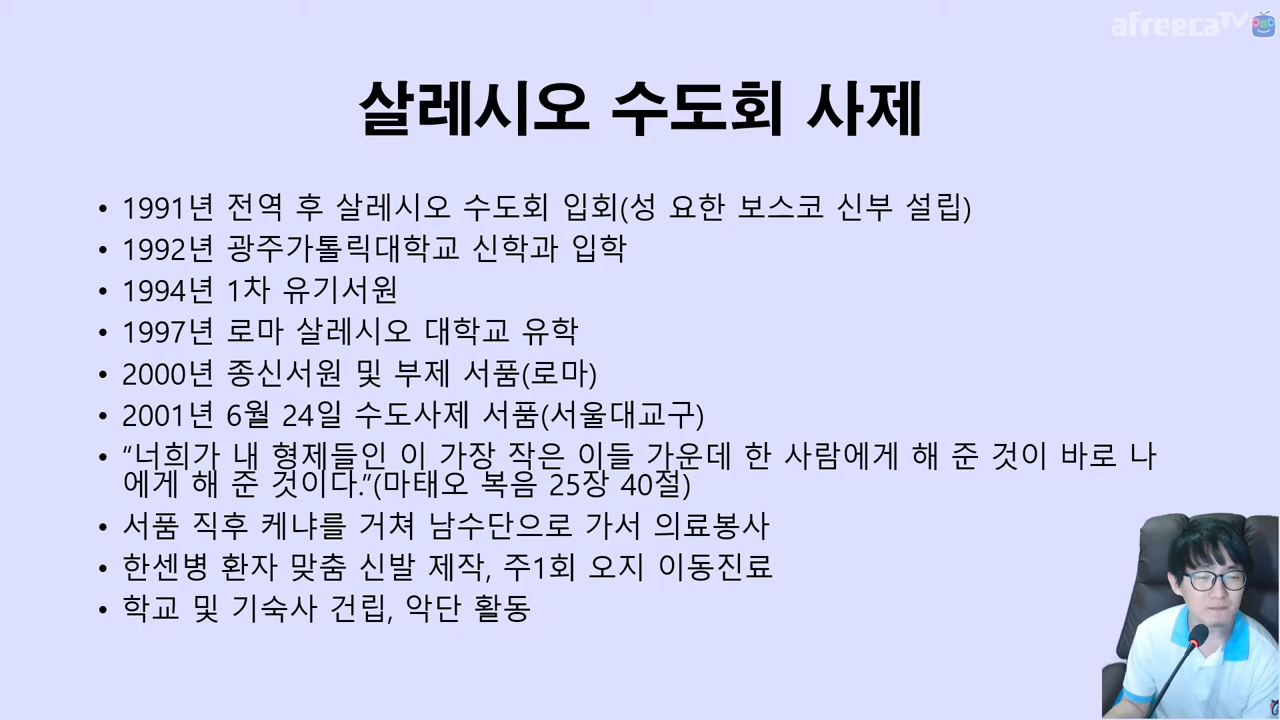 afreecaTV
살레시오 수도회 사제
• 1991년 전역 후 살레시오 수도회 입회(성 요한 보스코 신부 설립)
• 1992년 광주가톨릭대학교 신학과 입학
• 1994년 1차 유기서원
• 1997년 로마 살레시오 대학교 유학
• 2000년 종신서원 및 부제 서품(로마)
• 2001년 6월 24일 수도사제 서품(서울대교구)
• “너희가 내 형제들인 이 가장 작은 이들 가운데 한 사람에게 해 준 것이 바로 나
에게 해 준 것이다.”(마태오 복음 25장 40절)
• 서품 직후 케냐를 거쳐 남수단으로 가서 의료봉사
• 한센병 환자 맞춤 신발 제작, 주1회 오지 이동진료
• 학교 및 기숙사 건립, 악단 활동